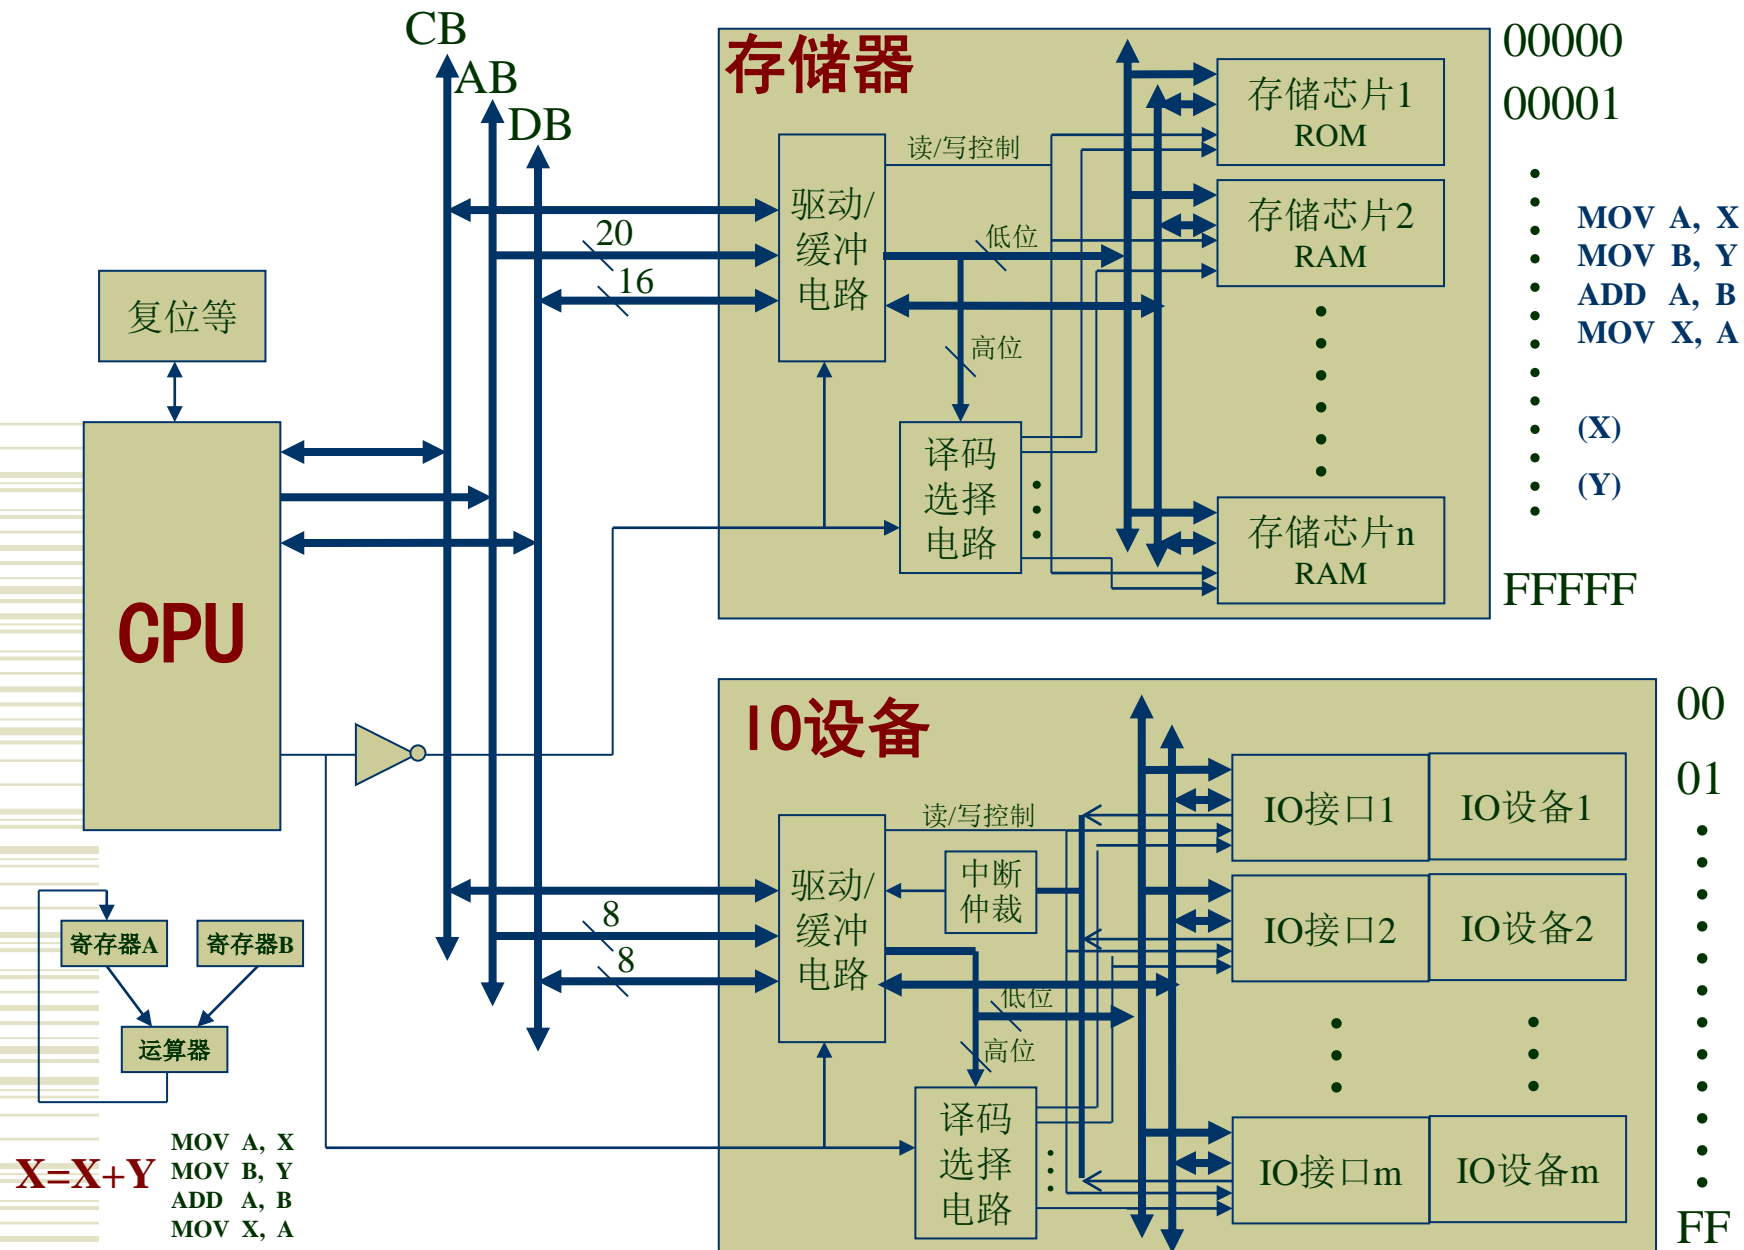 CB
AB
DB
存储器
驱动/
缓冲
电路
读/写控制
20
16
低位
高位
译码
选择
电路
存储芯片1
ROM
存储芯片2
RAM
存储芯片n
RAM
00000
00001
MOV A, X
MOV B, Y
ADD A, B
MOV X, A
(X)
(Y)
FFFFF
复位等
CPU
IO设备
驱动/
缓冲
电路
读/写控制
中断
仲裁
8
8
低位
高位
译码
选择
电路
IO接口1
IO设备1
IO接口2
IO设备2
IO接口m
IO设备m
00
01
FF
寄存器A
寄存器B
运算器
X=X+Y
MOV A, X
MOV B, Y
ADD A, B
MOV X, A